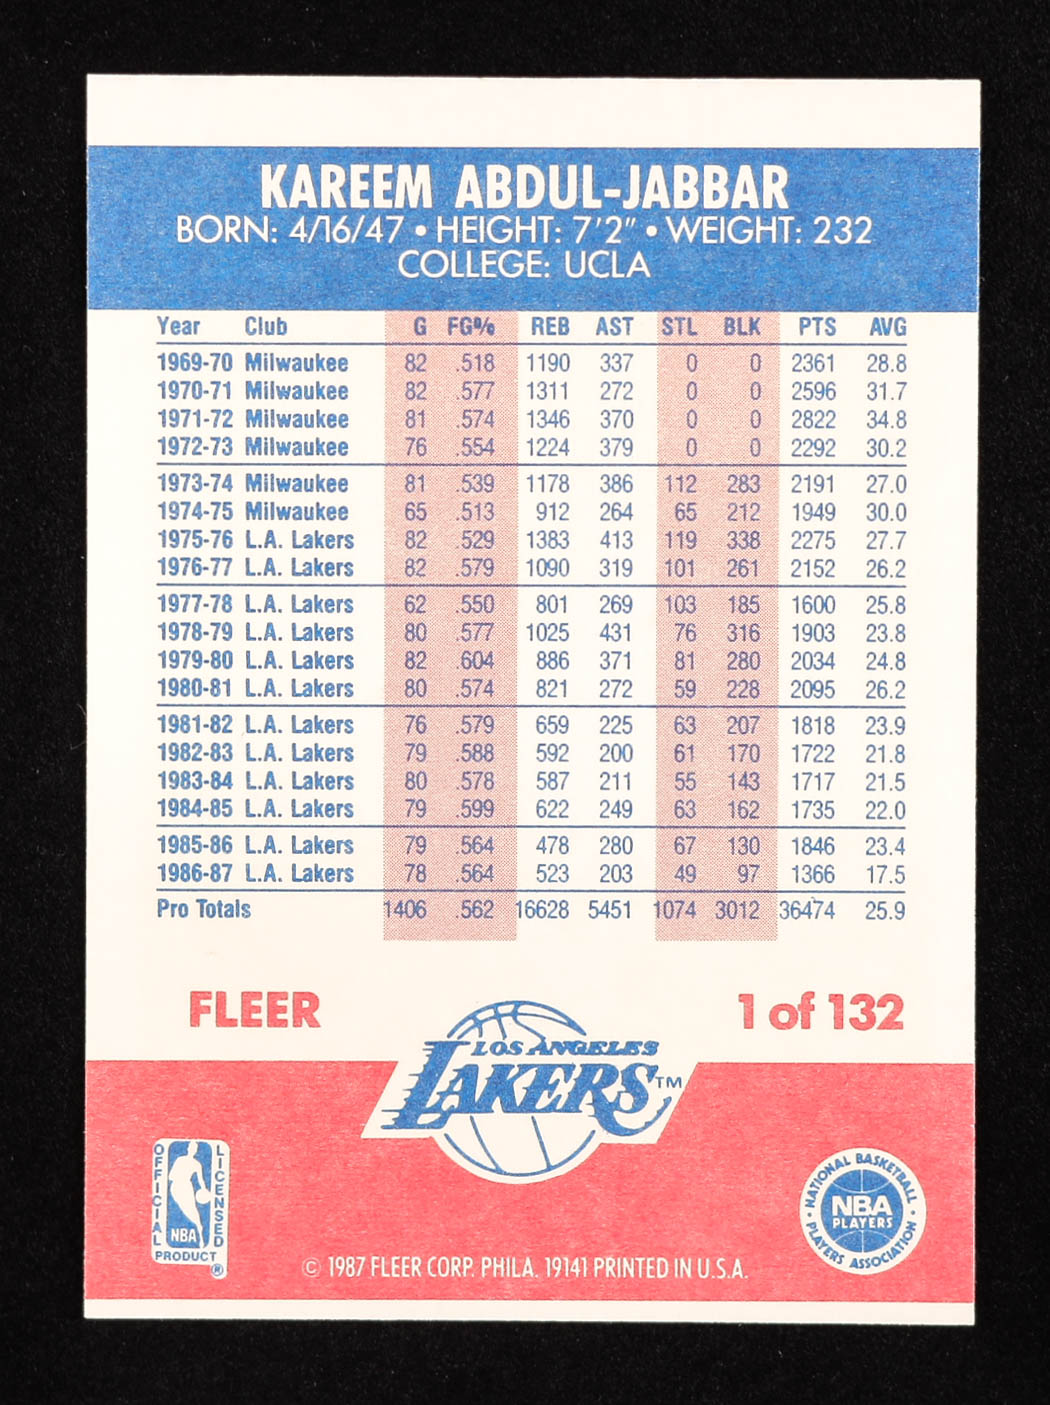 KAREEM ABDUL-JABBAR
BORN: 4/16/47 • HEIGHT: 7'2" • WEIGHT: 232
COLLEGE: UCLA
Year Club G FG% REB AST STL BLK PTS AVG
1969-70 Milwaukee 82 .518 1190 337 0 0 2361 28.8
1970-71 Milwaukee 82 .577 1311 272 0 0 2596 31.7
1971-72 Milwaukee 81 .574 1346 370 0 0 2822 34.8
1972-73 Milwaukee 76 .554 1224 379 0 0 2292 30.2
1973-74 Milwaukee 81 .539 1178 386 112 283 2191 27.0
1974-75 Milwaukee 65 .513 912 264 65 212 1949 30.0
1975-76 L.A. Lakers 82 .529 1383 413 119 338 2275 27.7
1976-77 L.A. Lakers 82 .579 1090 319 101 261 2152 26.2
1977-78 L.A. Lakers 62 .550 801 269 103 185 1600 25.8
1978-79 L.A. Lakers 80 .577 1025 431 76 316 1903 23.8
1979-80 L.A. Lakers 82 .604 886 371 81 280 2034 24.8
1980-81 L.A. Lakers 80 .574 821 272 59 228 2095 26.2
1981-82 L.A. Lakers 76 .579 659 225 63 207 1818 23.9
1982-83 L.A. Lakers 79 .588 592 200 61 170 1722 21.8
1983-84 L.A. Lakers 80 .578 587 211 55 143 1717 21.5
1984-85 L.A. Lakers 79 .599 622 249 63 162 1735 22.0
1985-86 L.A. Lakers 79 .564 478 280 67 130 1846 23.4
1986-87 L.A. Lakers 78 .564 523 203 49 97 1366 17.5
Pro Totals 1406 .562 16628 5451 1074 3012 36474 25.9
FLEER
1 of 132
LOS ANGELES
LAKERS™
OFFICIAL
LICENSED
NBA
PRODUCT
®
NATIONAL BASKETBALL
NBA
PLAYERS
PLAYERS ASSOCIATION
© 1987 FLEER CORP. PHILA. 19141 PRINTED IN U.S.A.